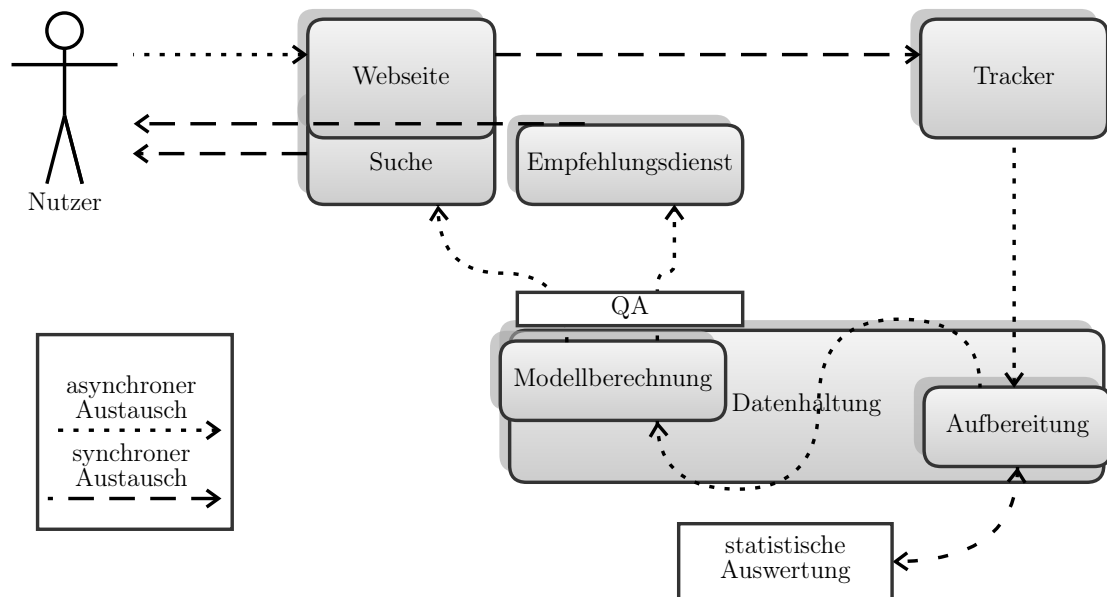 Webseite
Tracker
Suche
Empfehlungsdienst
Nutzer
QA
Modellberechnung
Datenhaltung
Aufbereitung
asynchroner
Austausch
synchroner
Austausch
statistische
Auswertung